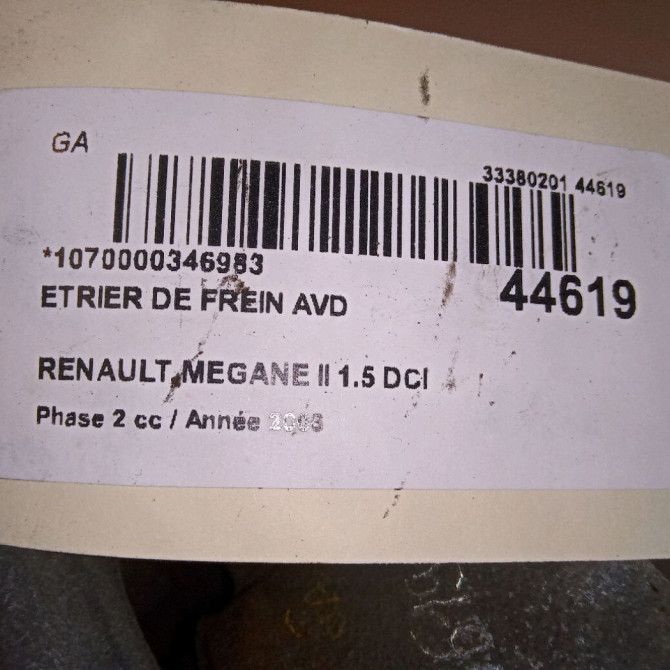 GA
33380201 44619
*1070000346983
44619
ETRIER DE FREIN AVD
RENAULT MEGANE II 1.5 DCI
Phase 2 cc / Année